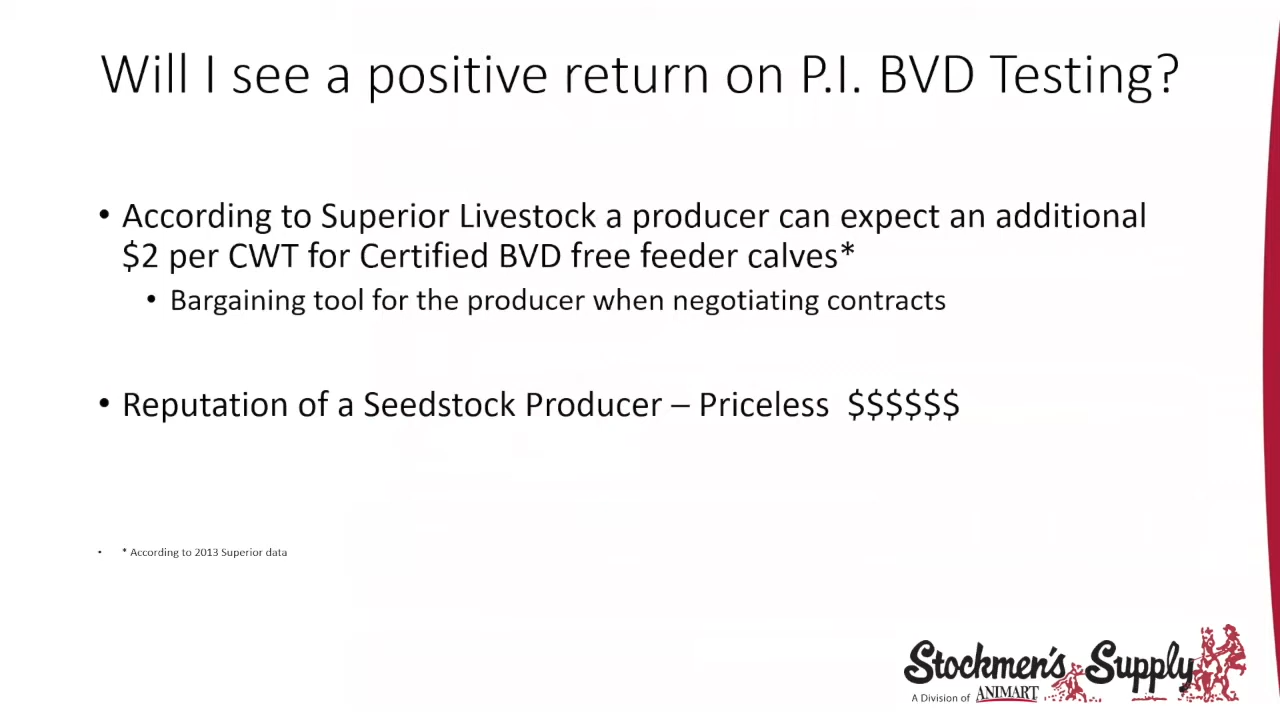 Will I see a positive return on P.I. BVD Testing?
• According to Superior Livestock a producer can expect an additional
$2 per CWT for Certified BVD free feeder calves*
• Bargaining tool for the producer when negotiating contracts
• Reputation of a Seedstock Producer – Priceless $$$$$$
• * According to 2013 Superior data
Stockmen's Supply
A Division of ANIMART